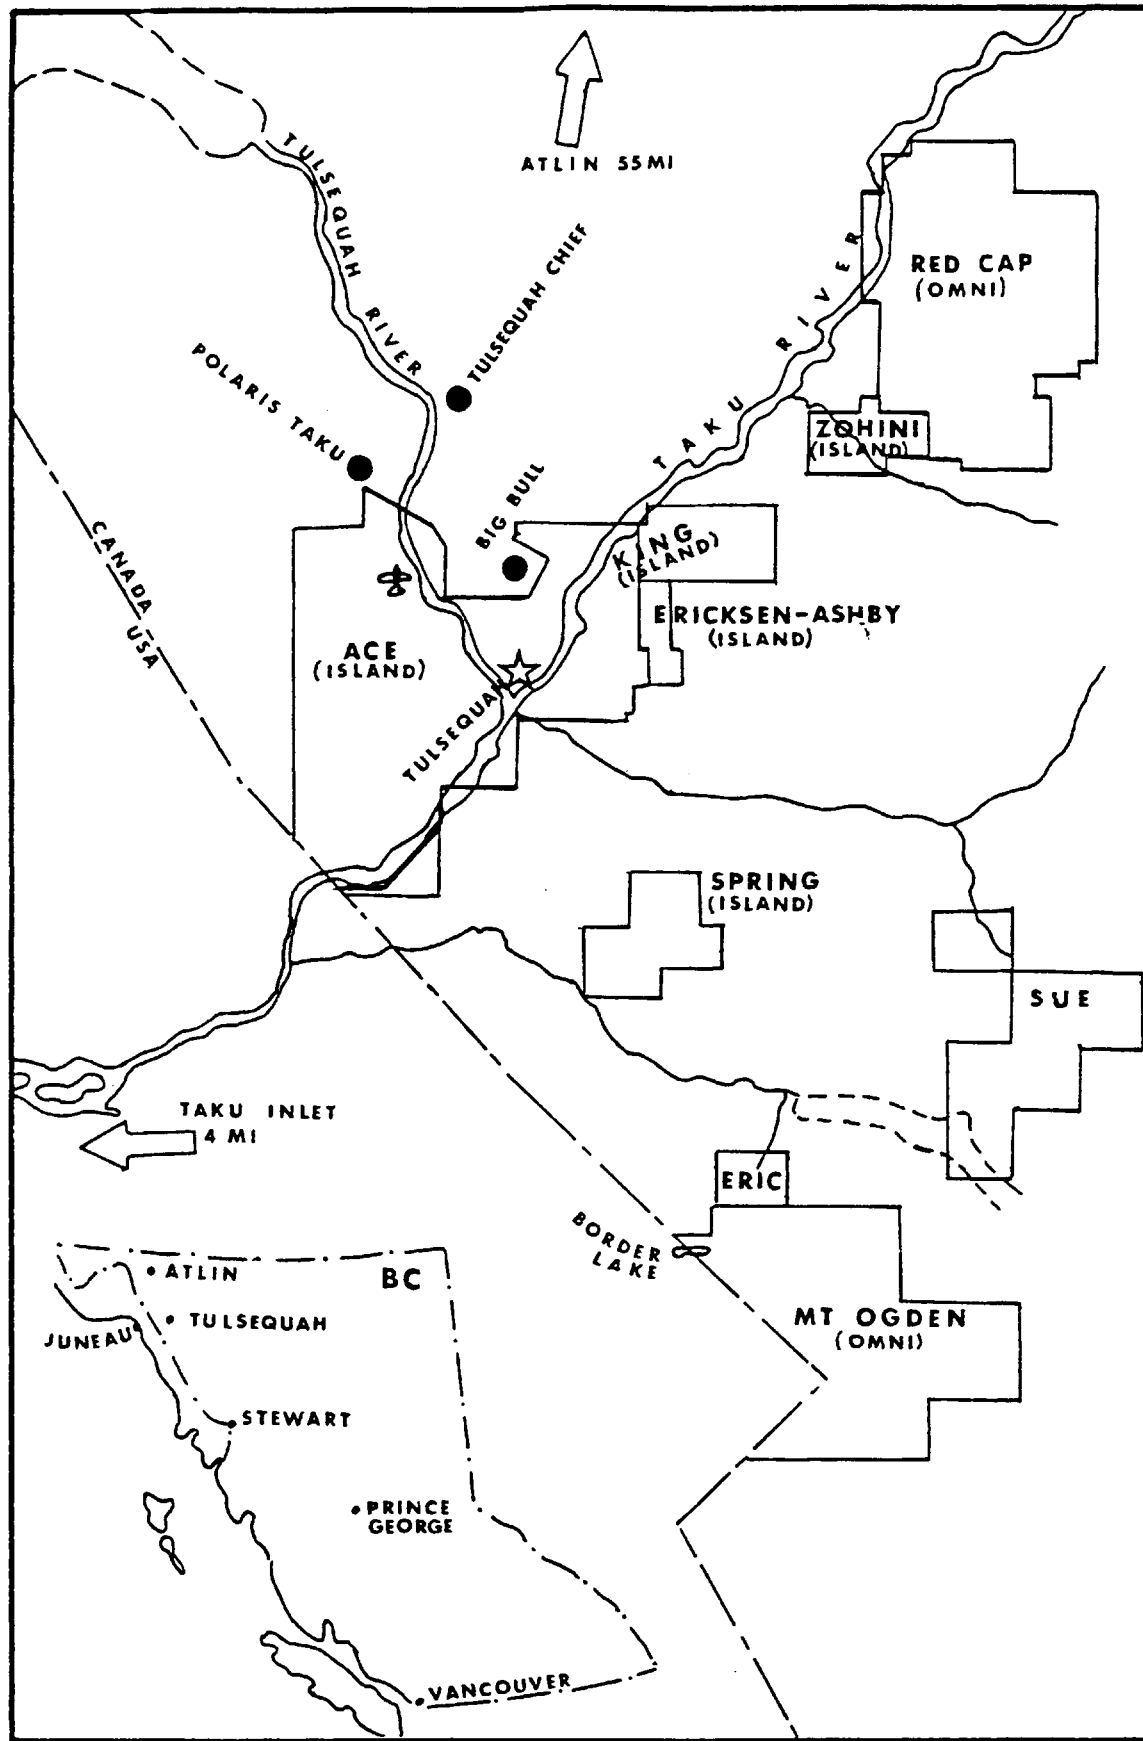 TULSEQUAH RIVER
ATLIN 55MI
TULSEQUAH CHIEF
TAKU RIVER
RED CAP
(OMNI)
POLARIS TAKU
BIG BULL
ZOHINI
(ISLAND)
CANADA
USA
KING
(ISLAND)
ERICKSEN-ASHBY
(ISLAND)
ACE
(ISLAND)
TULSEQUAH
SPRING
(ISLAND)
SUE
TAKU INLET
4 MI
ERIC
BORDER
LAKE
MT OGDEN
(OMNI)
BC
ATLIN
TULSEQUAH
JUNEAU
STEWART
PRINCE
GEORGE
VANCOUVER